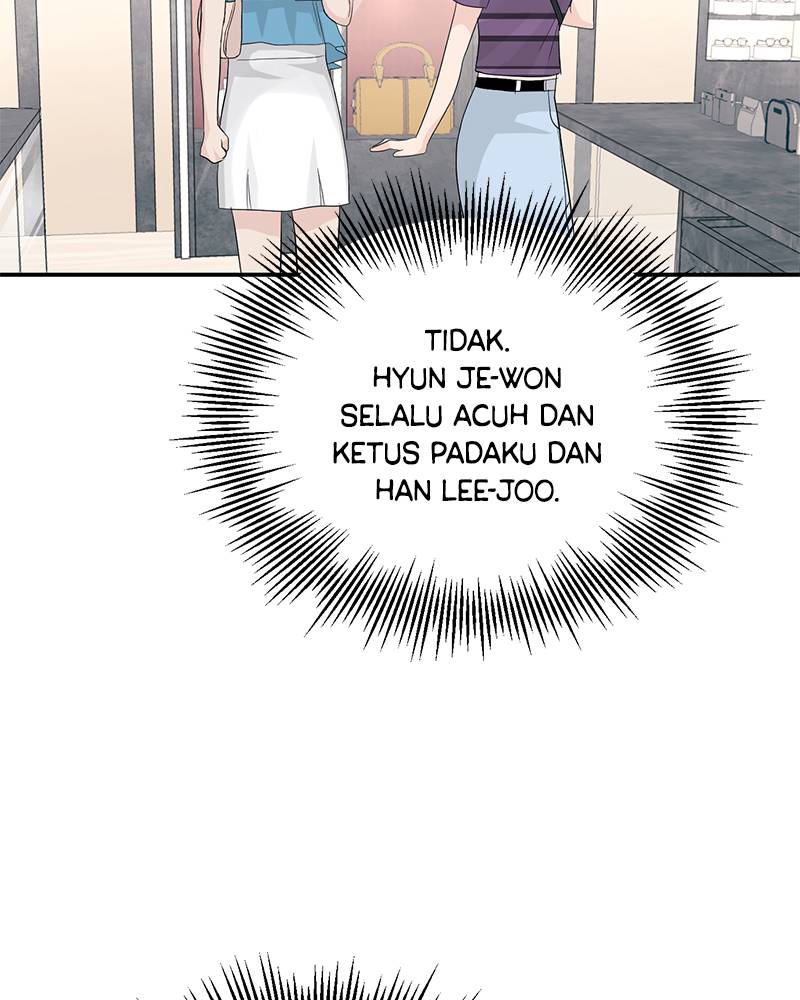 TIDAK.
HYUN JE-WON
SELALU ACUH DAN
KETUS PADAKU DAN
HAN LEE-JOO.